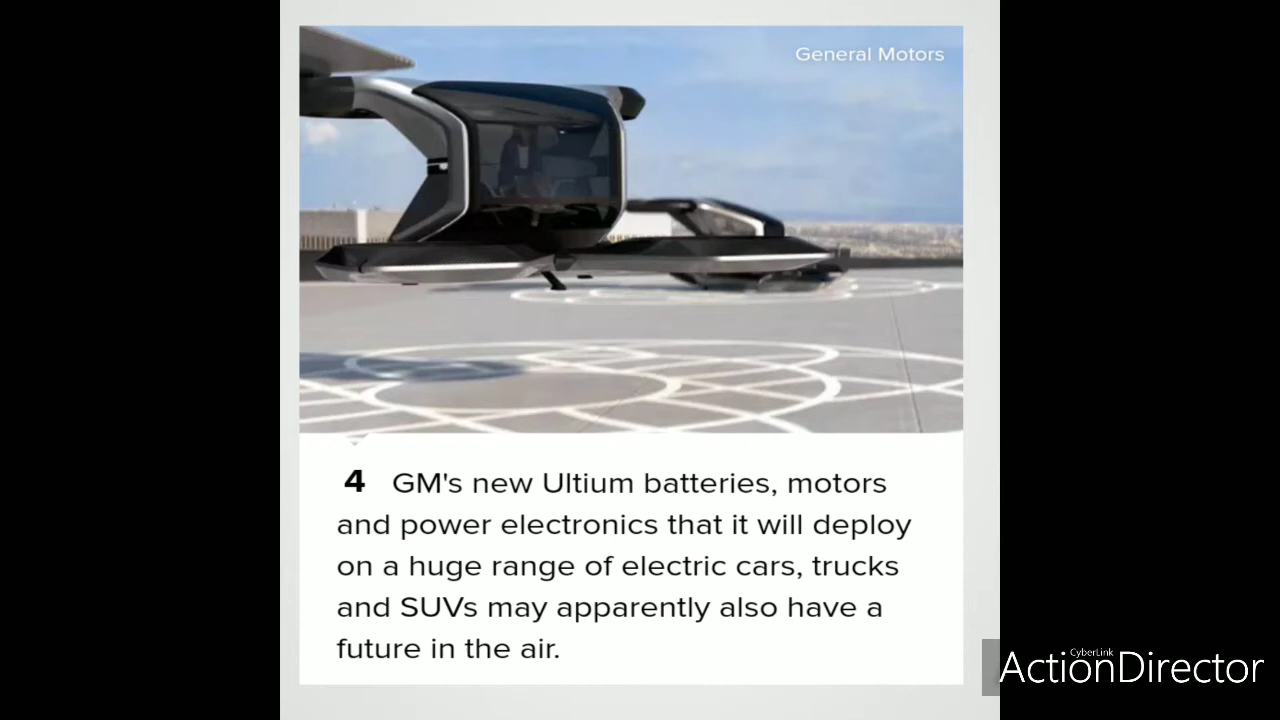 General Motors
4 GM's new Ultium batteries, motors
and power electronics that it will deploy
on a huge range of electric cars, trucks
and SUVs may apparently also have a
future in the air.
CyberLink
ActionDirector